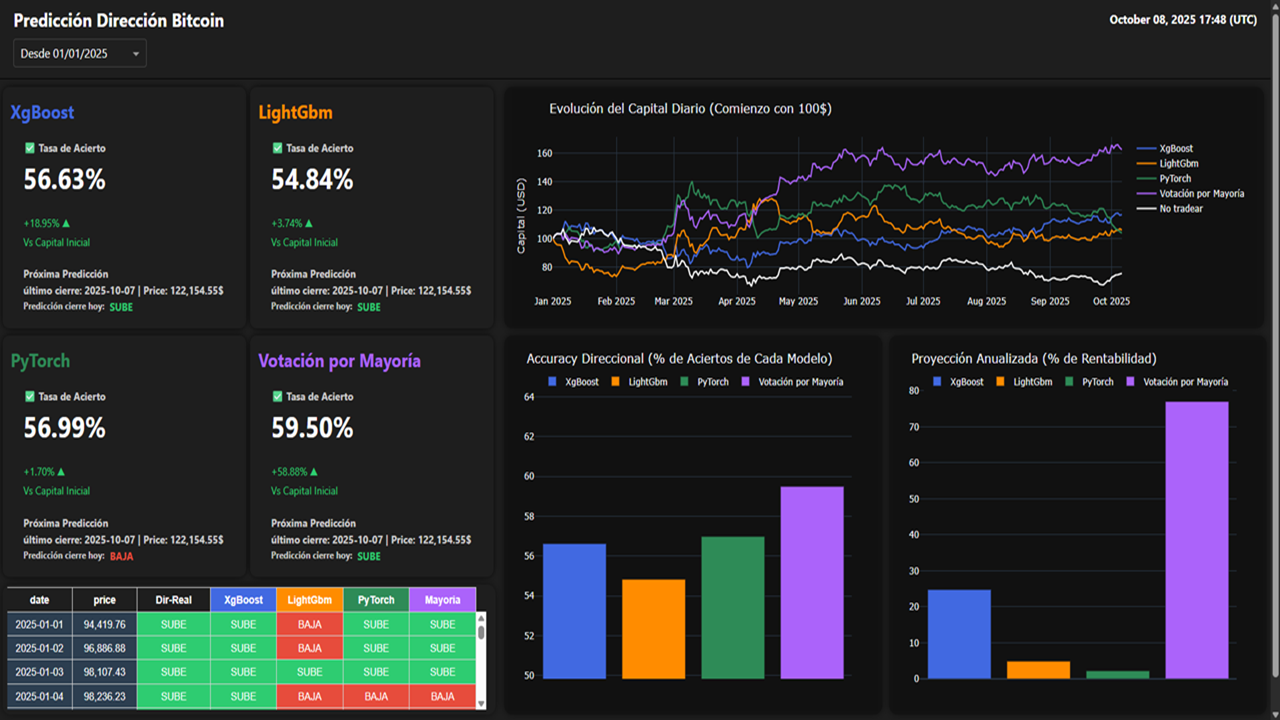 Predicción Dirección Bitcoin
October 08, 2025 17:48 (UTC)
Desde 01/01/2025
XgBoost
✅ Tasa de Acierto
56.63%
+18.95% ▲
Vs Capital Inicial
Próxima Predicción
último cierre: 2025-10-07 | Price: 122,154.55$
Predicción cierre hoy: SUBE
LightGbm
✅ Tasa de Acierto
54.84%
+3.74% ▲
Vs Capital Inicial
Próxima Predicción
último cierre: 2025-10-07 | Price: 122,154.55$
Predicción cierre hoy: SUBE
Evolución del Capital Diario (Comienzo con 100$)
Capital (USD)
160
140
120
100
80
Jan 2025 Feb 2025 Mar 2025 Apr 2025 May 2025 Jun 2025 Jul 2025 Aug 2025 Sep 2025 Oct 2025
XgBoost
LightGbm
PyTorch
Votación por Mayoría
No tradear
PyTorch
✅ Tasa de Acierto
56.99%
+1.70% ▲
Vs Capital Inicial
Próxima Predicción
último cierre: 2025-10-07 | Price: 122,154.55$
Predicción cierre hoy: BAJA
Votación por Mayoría
✅ Tasa de Acierto
59.50%
+58.88% ▲
Vs Capital Inicial
Próxima Predicción
último cierre: 2025-10-07 | Price: 122,154.55$
Predicción cierre hoy: SUBE
Accuracy Direccional (% de Aciertos de Cada Modelo)
XgBoost LightGbm PyTorch Votación por Mayoría
64
62
60
58
56
54
52
50
Proyección Anualizada (% de Rentabilidad)
XgBoost LightGbm PyTorch Votación por Mayoría
80
70
60
50
40
30
20
10
0
date price Dir-Real XgBoost LightGbm PyTorch Mayoria
2025-01-01 94,419.76 SUBE SUBE BAJA SUBE SUBE
2025-01-02 96,886.88 SUBE SUBE BAJA SUBE SUBE
2025-01-03 98,107.43 SUBE SUBE SUBE SUBE SUBE
2025-01-04 98,236.23 SUBE SUBE BAJA BAJA BAJA